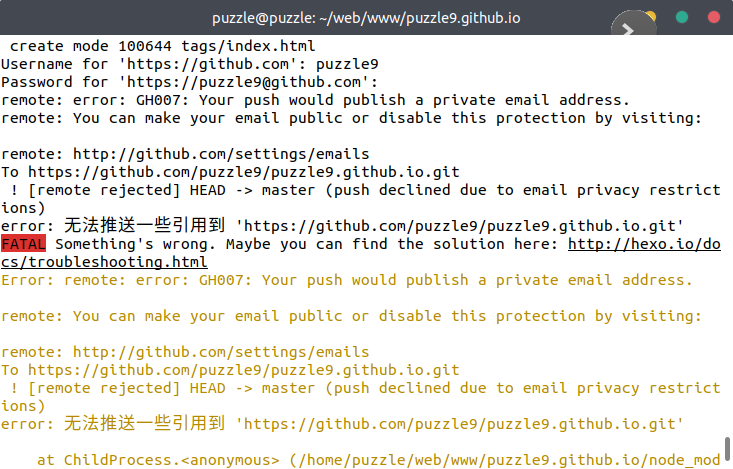 puzzle@puzzle: ~/web/www/puzzle9.github.io
create mode 100644 tags/index.html
Username for 'https://github.com': puzzle9
Password for 'https://puzzle9@github.com':
remote: error: GH007: Your push would publish a private email address.
remote: You can make your email public or disable this protection by visiting:
remote: http://github.com/settings/emails
To https://github.com/puzzle9/puzzle9.github.io.git
! [remote rejected] HEAD -> master (push declined due to email privacy restrict
ions)
error: 无法推送一些引用到 'https://github.com/puzzle9/puzzle9.github.io.git'
FATAL Something's wrong. Maybe you can find the solution here: http://hexo.io/do
cs/troubleshooting.html
Error: remote: error: GH007: Your push would publish a private email address.
remote: You can make your email public or disable this protection by visiting:
remote: http://github.com/settings/emails
To https://github.com/puzzle9/puzzle9.github.io.git
! [remote rejected] HEAD -> master (push declined due to email privacy restrict
ions)
error: 无法推送一些引用到 'https://github.com/puzzle9/puzzle9.github.io.git'
at ChildProcess.<anonymous> (/home/puzzle/web/www/puzzle9.github.io/node_mod